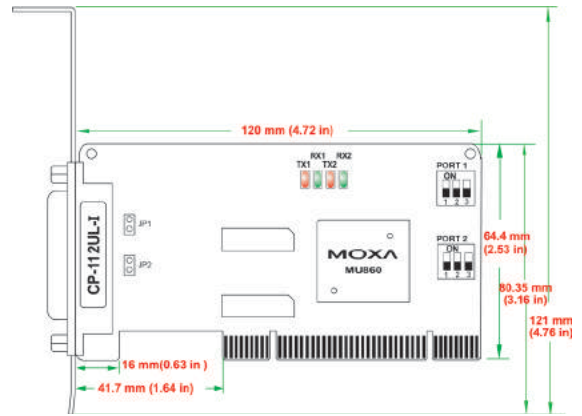 120 mm (4.72 in)
RX1 RX2
TX1 TX2
PORT 1
ON
1 2 3
JP1
CP-112UL-I
MOXA
MU860
PORT 2
ON
1 2 3
JP2
64.4 mm
(2.53 in)
80.35 mm
(3.16 in)
121 mm
(4.76 in)
16 mm(0.63 in )
41.7 mm (1.64 in)